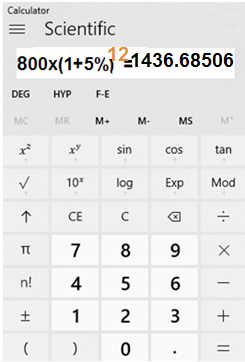 Calculator
Scientific
800x(1+5%)12=1436.68506
DEG HYP F-E
MC MR M+ M- MS M˅
x² xʸ sin cos tan
√ 10ˣ log Exp Mod
↑ CE C ⌫ ÷
π 7 8 9 ×
n! 4 5 6 −
± 1 2 3 +
( ) 0 . =